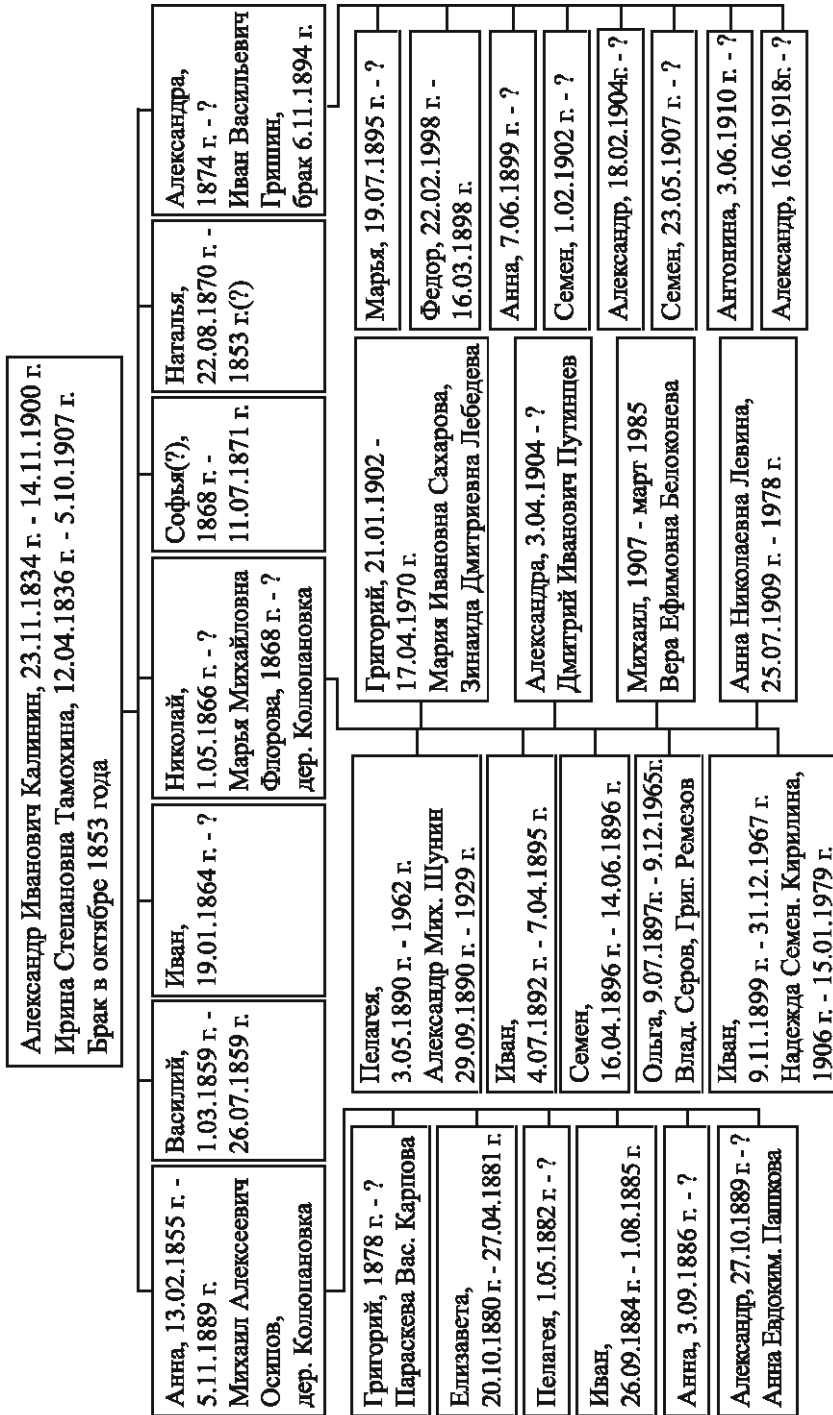 Александр Иванович Калинин, 23.11.1834 г. - 14.11.1900 г.
Ирина Степановна Тамохина, 12.04.1836 г. - 5.10.1907 г.
Брак в октябре 1853 года
Анна, 13.02.1855 г. -
5.11.1889 г.
Михаил Алексеевич
Осипов,
дер. Колюпановка
Василий,
1.03.1859 г. -
26.07.1859 г.
Иван,
19.01.1864 г. - ?
Николай,
1.05.1866 г. - ?
Марья Михайловна
Флорова, 1868 г. - ?
дер. Колюпановка
Софья(?),
1868 г. -
11.07.1871 г.
Наталья,
22.08.1870 г. -
1853 г.(?)
Александра,
1874 г. - ?
Иван Васильевич
Гришин,
брак 6.11.1894 г.
Григорий, 1878 г. - ?
Параскева Вас. Карпова
Елизавета,
20.10.1880 г. - 27.04.1881 г.
Пелагея, 1.05.1882 г. - ?
Иван,
26.09.1884 г. - 1.08.1885 г.
Анна, 3.09.1886 г. - ?
Александр, 27.10.1889 г. - ?
Анна Евдоким. Пашкова
Пелагея,
3.05.1890 г. - 1962 г.
Александр Мих. Шунин
29.09.1890 г. - 1929 г.
Иван,
4.07.1892 г. - 7.04.1895 г.
Семен,
16.04.1896 г. - 14.06.1896 г.
Ольга, 9.07.1897г. - 9.12.1965г.
Влад. Серов, Григ. Ремезов
Иван,
9.11.1899 г. - 31.12.1967 г.
Надежда Семен. Кирилина,
1906 г. - 15.01.1979 г.
Григорий, 21.01.1902 -
17.04.1970 г.
Мария Ивановна Сахарова,
Зинаида Дмитриевна Лебедева
Александра, 3.04.1904 - ?
Дмитрий Иванович Путинцев
Михаил, 1907 - март 1985
Вера Ефимовна Белоконева
Анна Николаевна Левина,
25.07.1909 г. - 1978 г.
Марья, 19.07.1895 г. - ?
Федор, 22.02.1998 г. -
16.03.1898 г.
Анна, 7.06.1899 г. - ?
Семен, 1.02.1902 г. - ?
Александр, 18.02.1904г. - ?
Семен, 23.05.1907 г. - ?
Антонина, 3.06.1910 г. - ?
Александр, 16.06.1918г. - ?